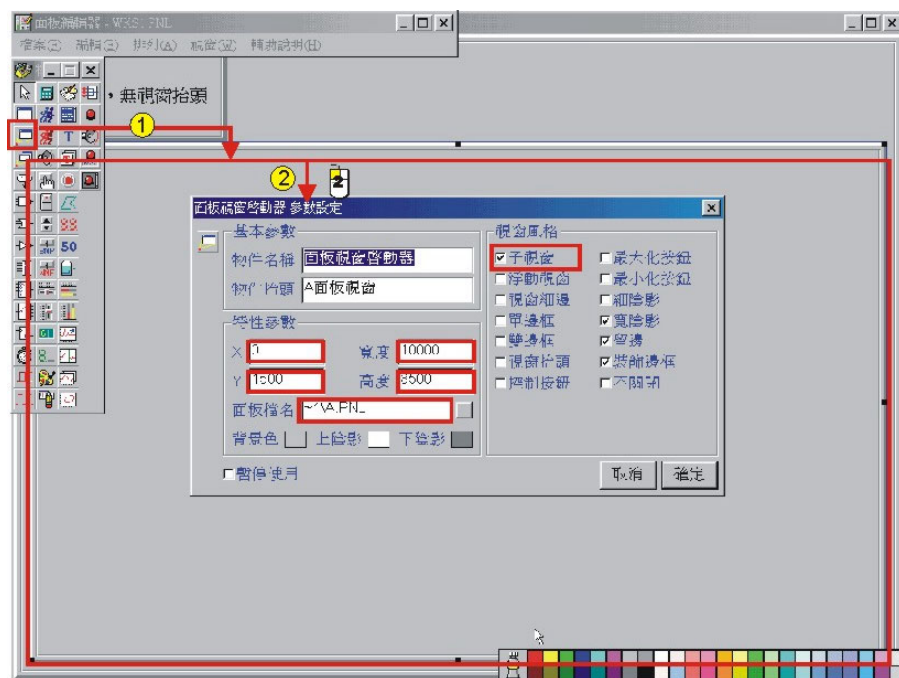 面板編輯器 - WKS1.PNL
檔案(F) 編輯(E) 排列(A) 視窗(W) 輔助說明(H)
，無視窗抬頭
1
2
2
T
50
面板視窗啓動器 參數設定
基本參數
物件名稱 面板視窗啓動器
物件抬頭 A面板視窗
特性參數
X 0 寬度 10000
Y 1500 高度 8500
面板檔名 ~^\A.PNL
背景色 上陰影 下陰影
暫停使用
視窗風格
子視窗 最大化按鈕
浮動視窗 最小化按鈕
視窗細邊 細陰影
單邊框 寬陰影
雙邊框 留邊
視窗抬頭 裝飾邊框
控制按鈕 不關閉
取消 確定